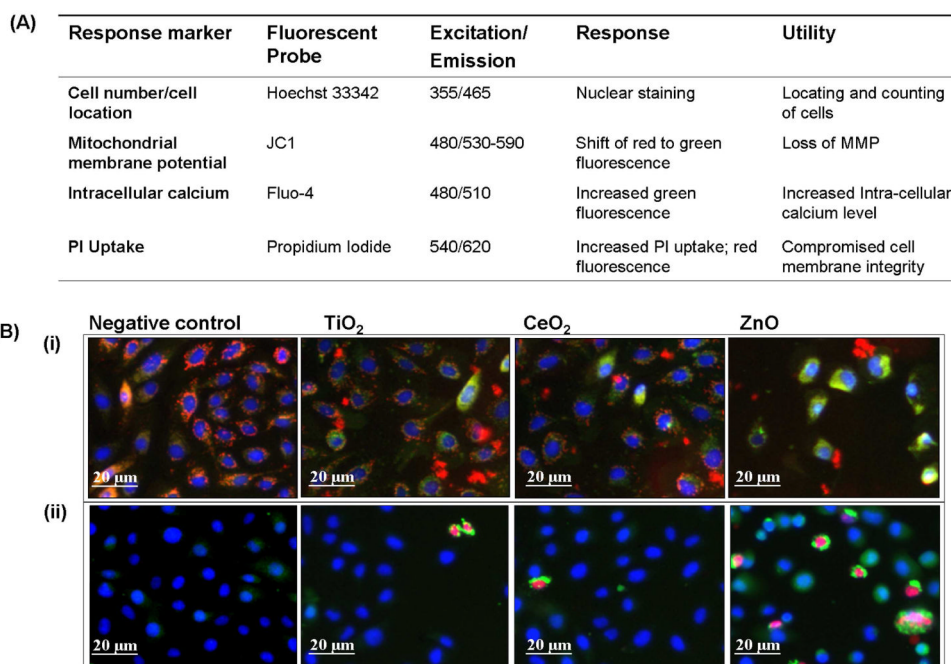 (A)
Response marker Fluorescent Probe Excitation/ Emission Response Utility
Cell number/cell location Hoechst 33342 355/465 Nuclear staining Locating and counting of cells
Mitochondrial membrane potential JC1 480/530-590 Shift of red to green fluorescence Loss of MMP
Intracellular calcium Fluo-4 480/510 Increased green fluorescence Increased Intra-cellular calcium level
PI Uptake Propidium Iodide 540/620 Increased PI uptake; red fluorescence Compromised cell membrane integrity
B)
Negative control TiO₂ CeO₂ ZnO
(i)
20 μm 20 μm 20 μm 20 μm
(ii)
20 μm 20 μm 20 μm 20 μm